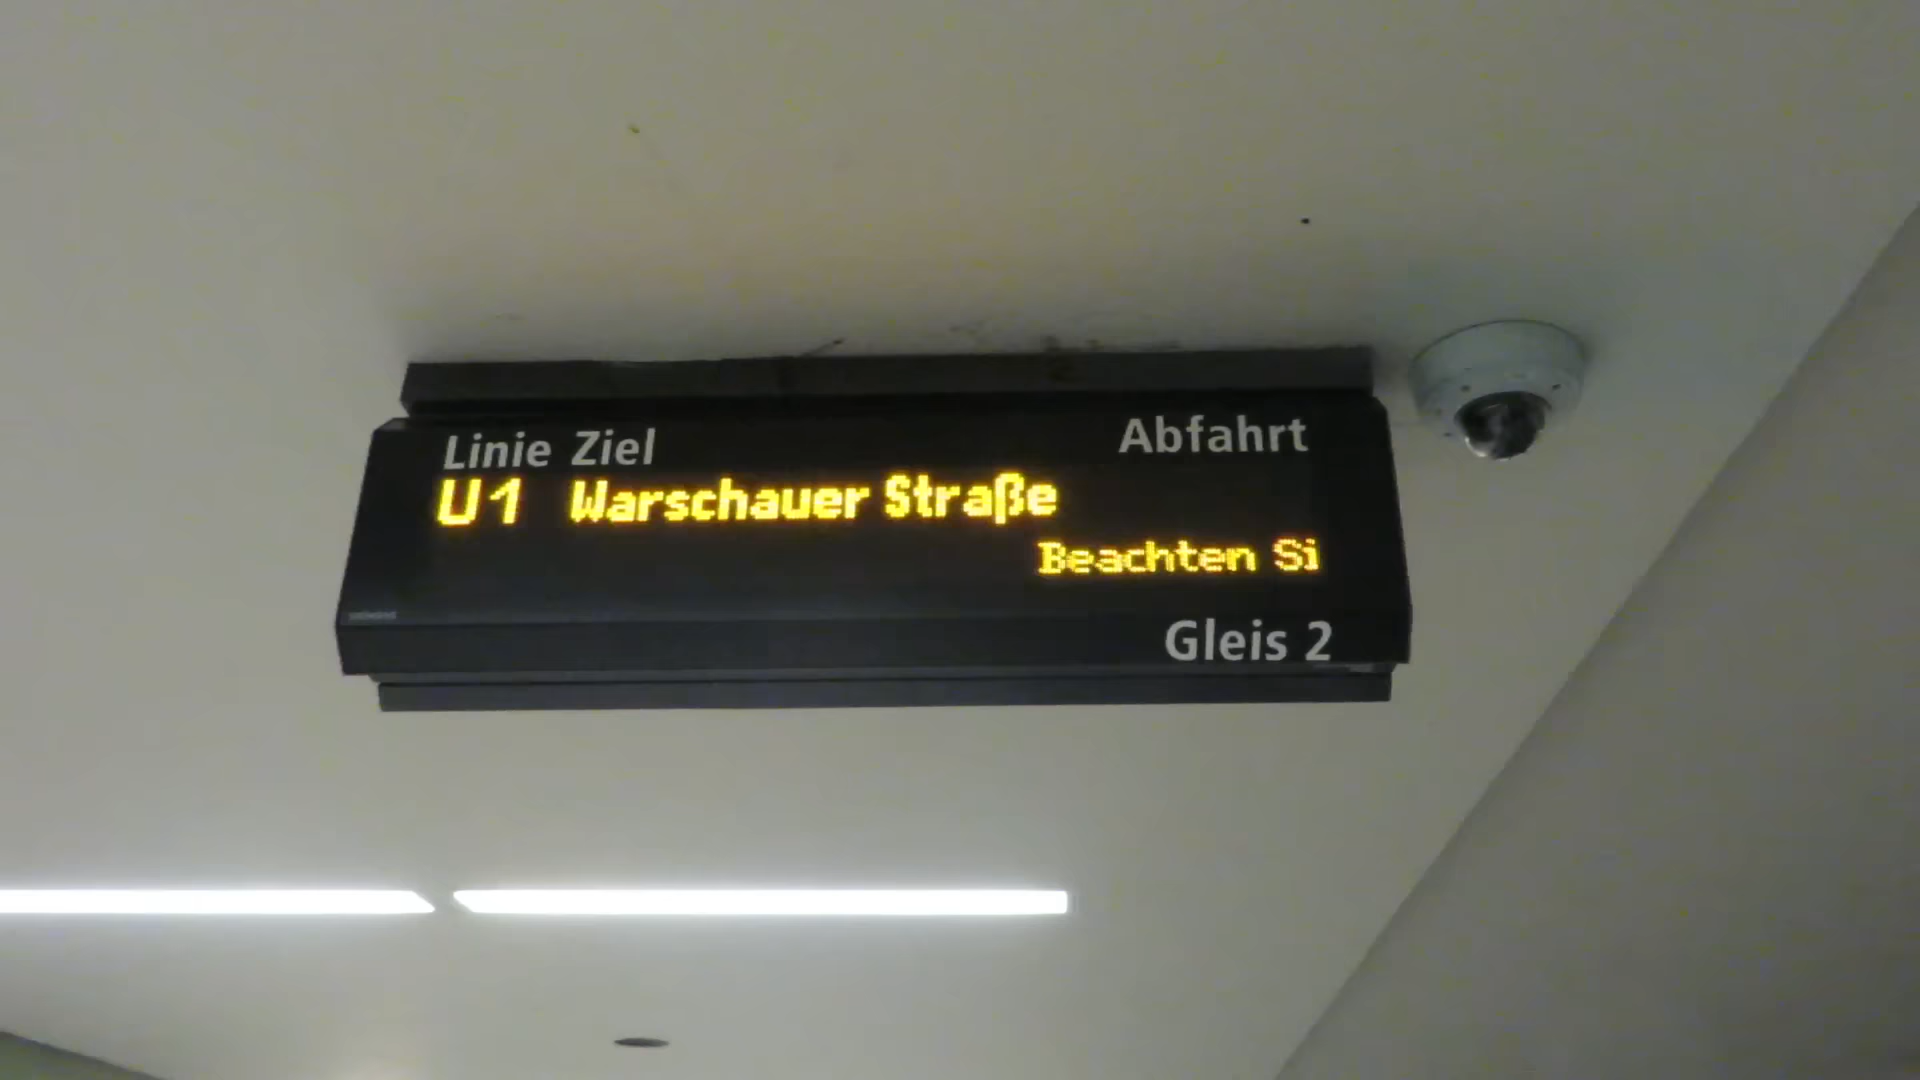 Linie Ziel Abfahrt
U1 Warschauer Straße
Beachten Si
Gleis 2